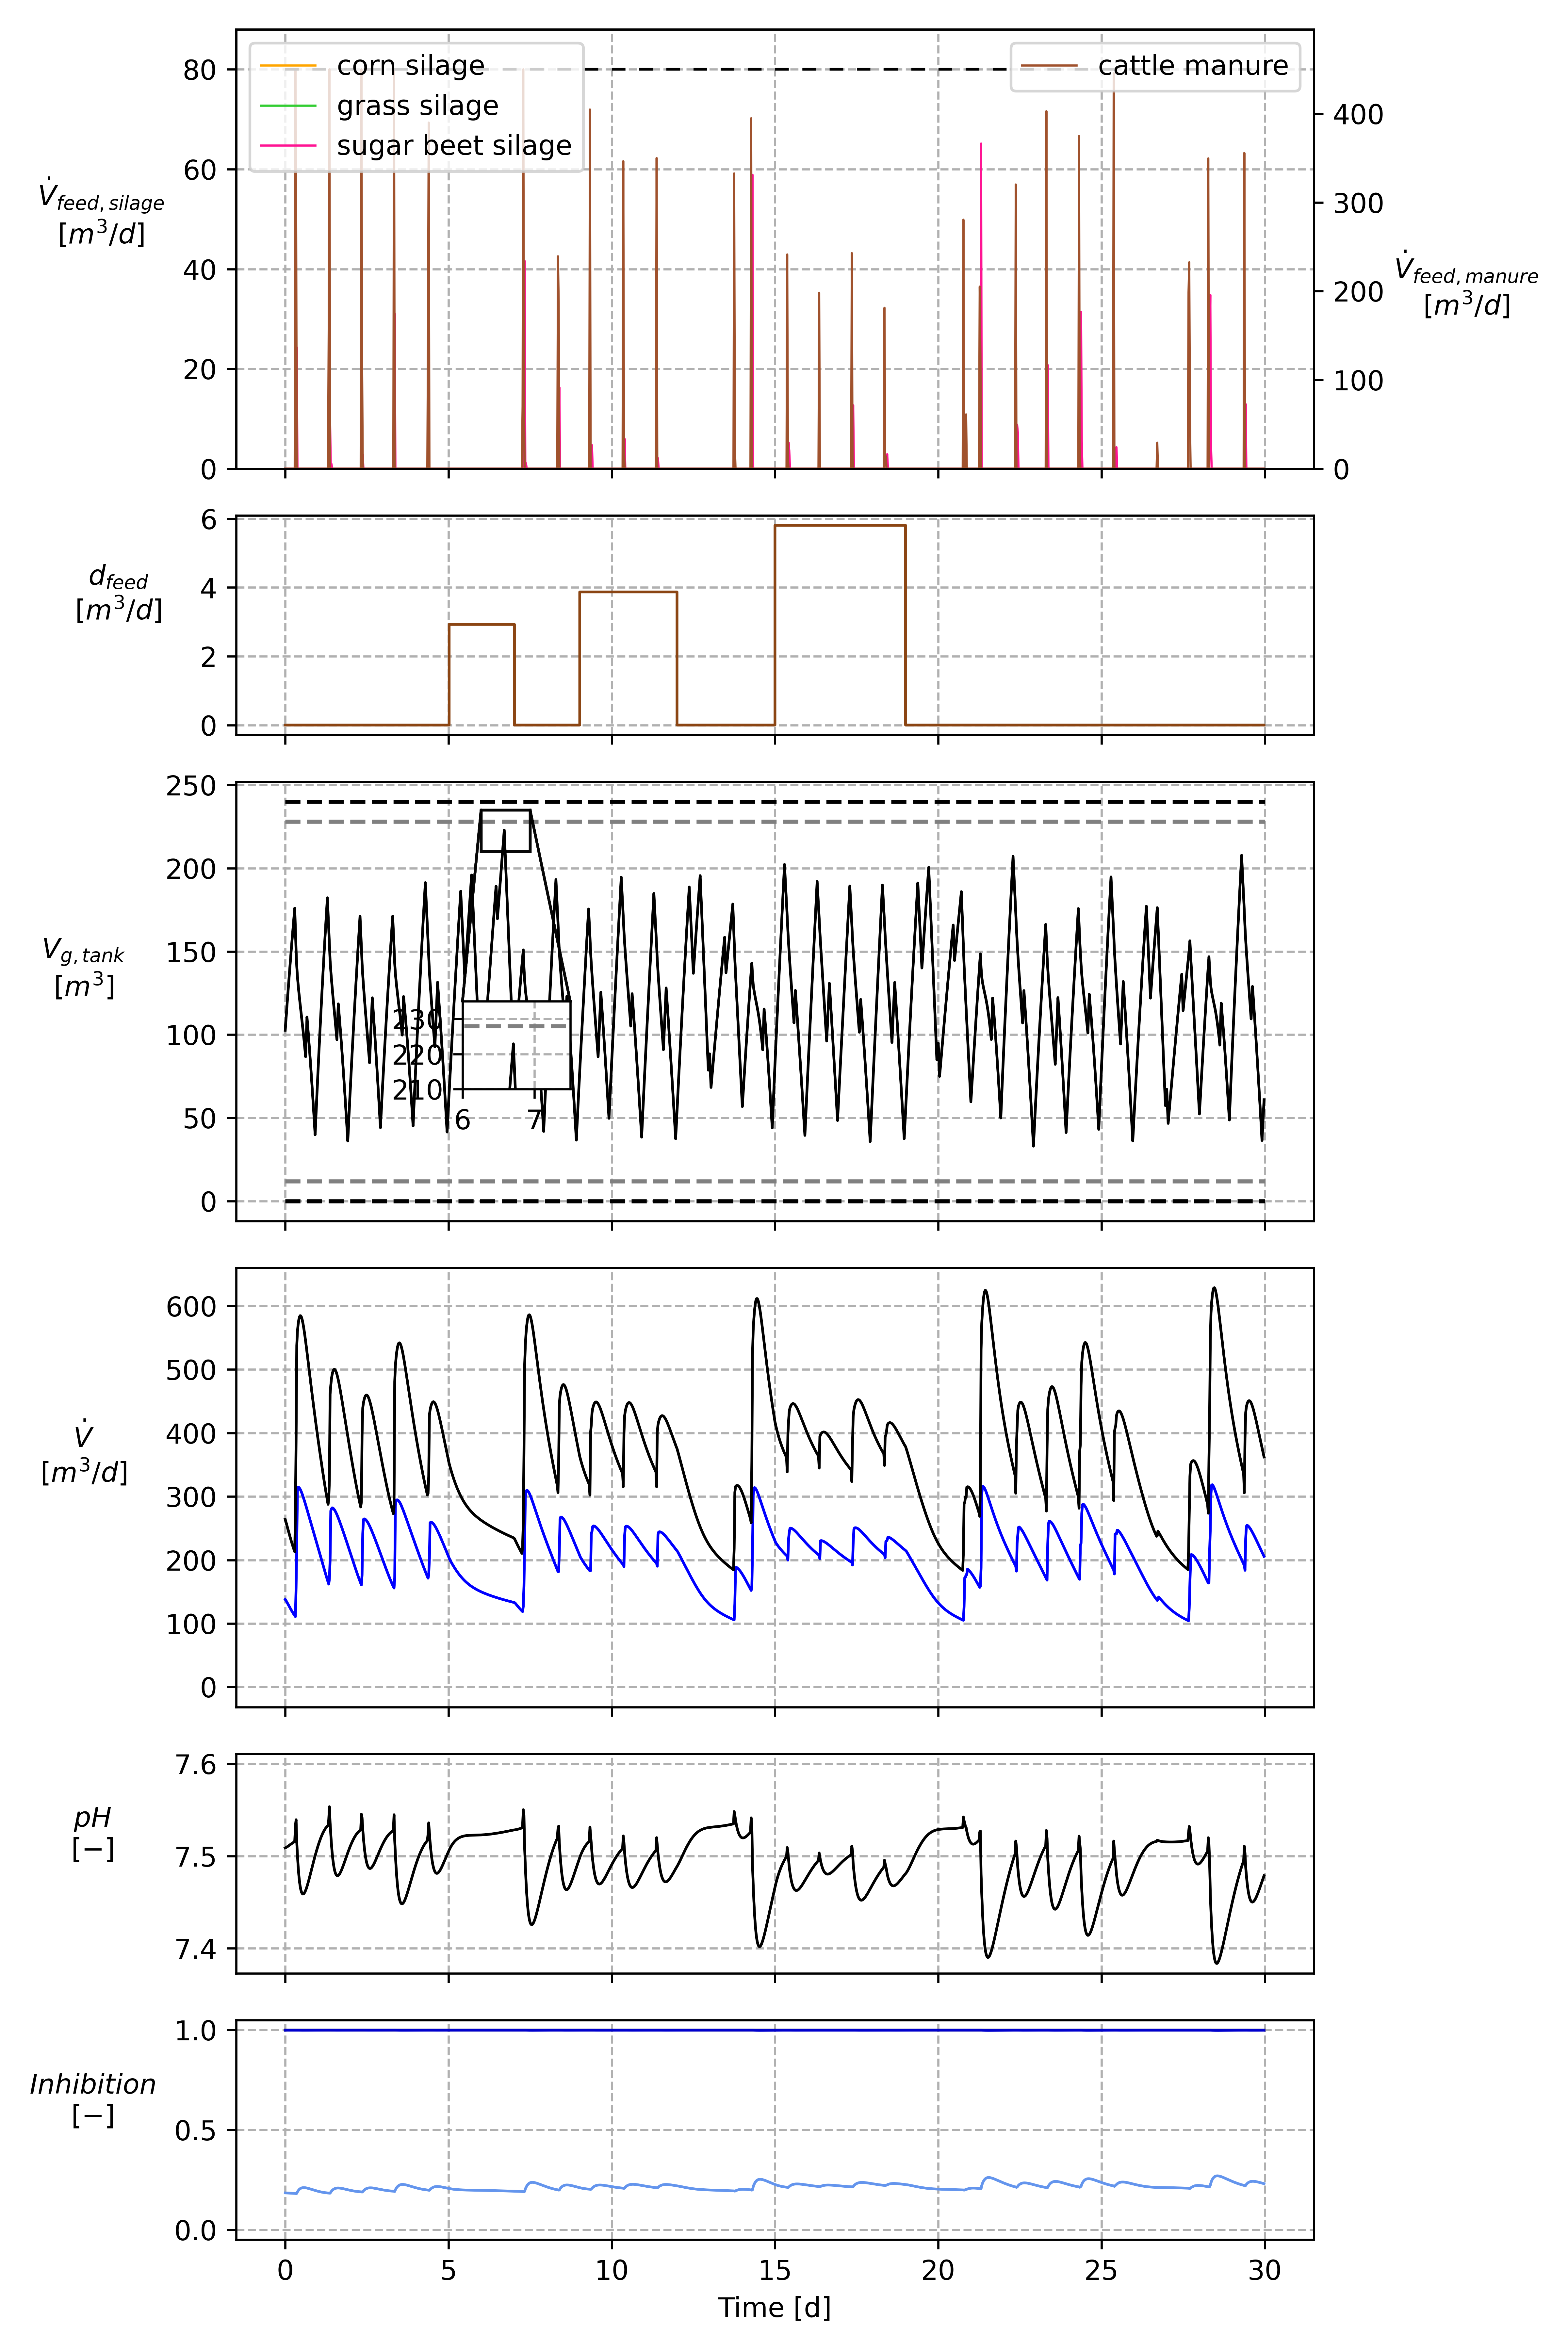 corn silage
grass silage
sugar beet silage
cattle manure
80
60
40
20
0
400
300
200
100
0
V̇feed, silage
[m³/d]
V̇feed, manure
[m³/d]
6
4
2
0
dfeed
[m³/d]
250
200
150
100
50
0
Vg, tank
[m³]
230
220
210
6 7
600
500
400
300
200
100
0
V̇
[m³/d]
7.6
7.5
7.4
pH
[−]
1.0
0.5
0.0
Inhibition
[−]
0 5 10 15 20 25 30
Time [d]